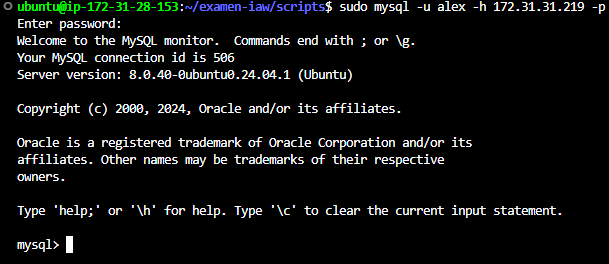 ubuntu@ip-172-31-28-153:~/examen-iaw/scripts$ sudo mysql -u alex -h 172.31.31.219 -p
Enter password:
Welcome to the MySQL monitor.  Commands end with ; or \g.
Your MySQL connection id is 506
Server version: 8.0.40-0ubuntu0.24.04.1 (Ubuntu)

Copyright (c) 2000, 2024, Oracle and/or its affiliates.

Oracle is a registered trademark of Oracle Corporation and/or its
affiliates. Other names may be trademarks of their respective
owners.

Type 'help;' or '\h' for help. Type '\c' to clear the current input statement.

mysql>